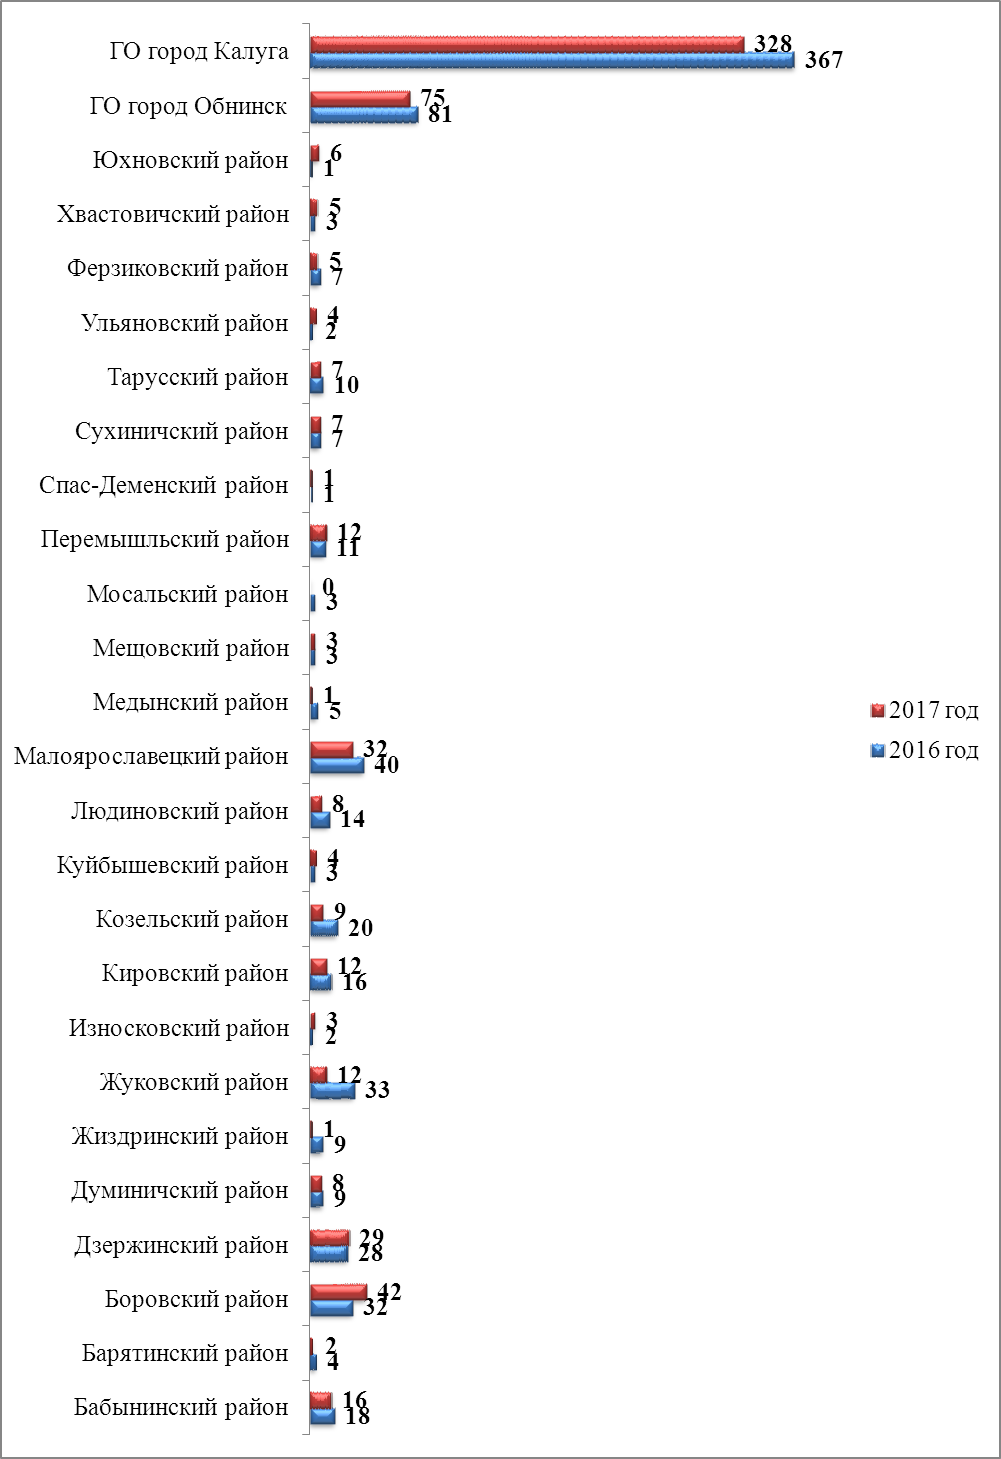 ГО город Калуга 328
367
ГО город Обнинск 75
81
Юхновский район 6
1
Хвастовичский район 5
3
Ферзиковский район 5
7
Ульяновский район 4
2
Тарусский район 7
10
Сухиничский район 7
7
Спас-Деменский район 1
1
Перемышльский район 12
11
Мосальский район 0
3
Мещовский район 3
3
Медынский район 1
5
2017 год
2016 год
Малоярославецкий район 32
40
Людиновский район 8
14
Куйбышевский район 4
3
Козельский район 9
20
Кировский район 12
16
Износковский район 3
2
Жуковский район 12
33
Жиздринский район 1
9
Думиничский район 8
9
Дзержинский район 29
28
Боровский район 42
32
Барятинский район 2
4
Бабынинский район 16
18